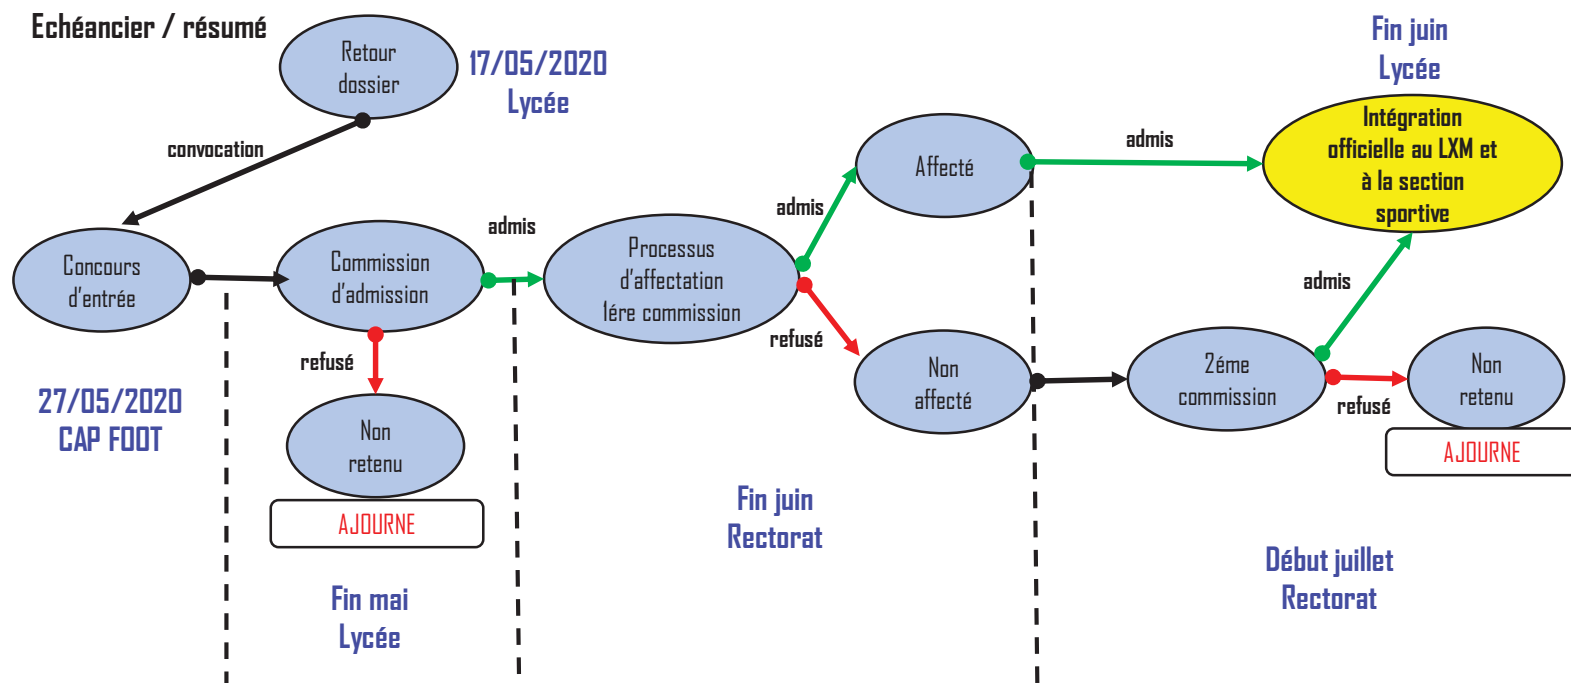 Echéancier / résumé
Retour
dossier
17/05/2020
Lycée
convocation
Concours
d'entrée
27/05/2020
CAP FOOT
Commission
d'admission
admis
refusé
Non
retenu
AJOURNE
Fin mai
Lycée
Processus
d'affectation
1ére commission
admis
refusé
Affecté
Non
affecté
Fin juin
Rectorat
admis
Fin juin
Lycée
Intégration
officielle au LXM et
à la section
sportive
2éme
commission
admis
refusé
Non
retenu
AJOURNE
Début juillet
Rectorat